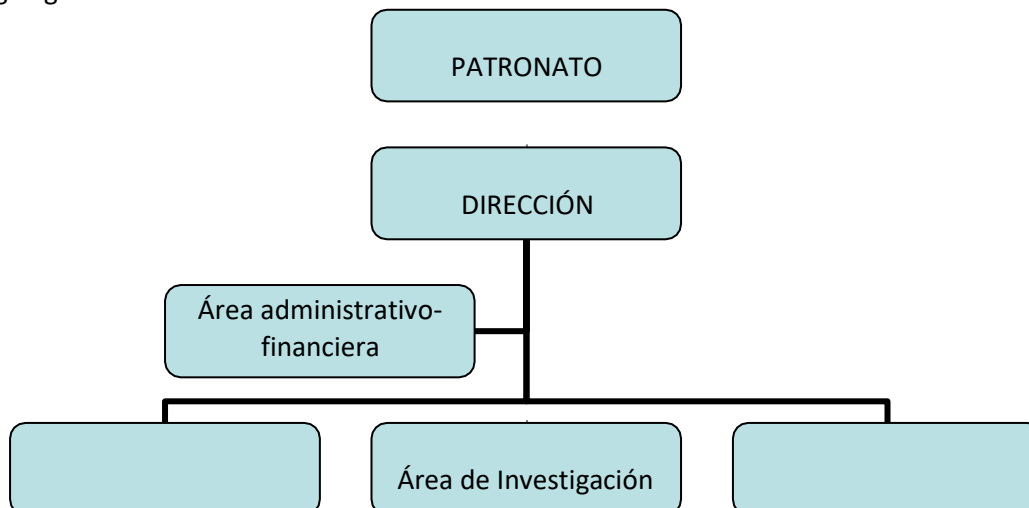 PATRONATO
DIRECCIÓN
Área administrativo-
financiera
Área de Investigación